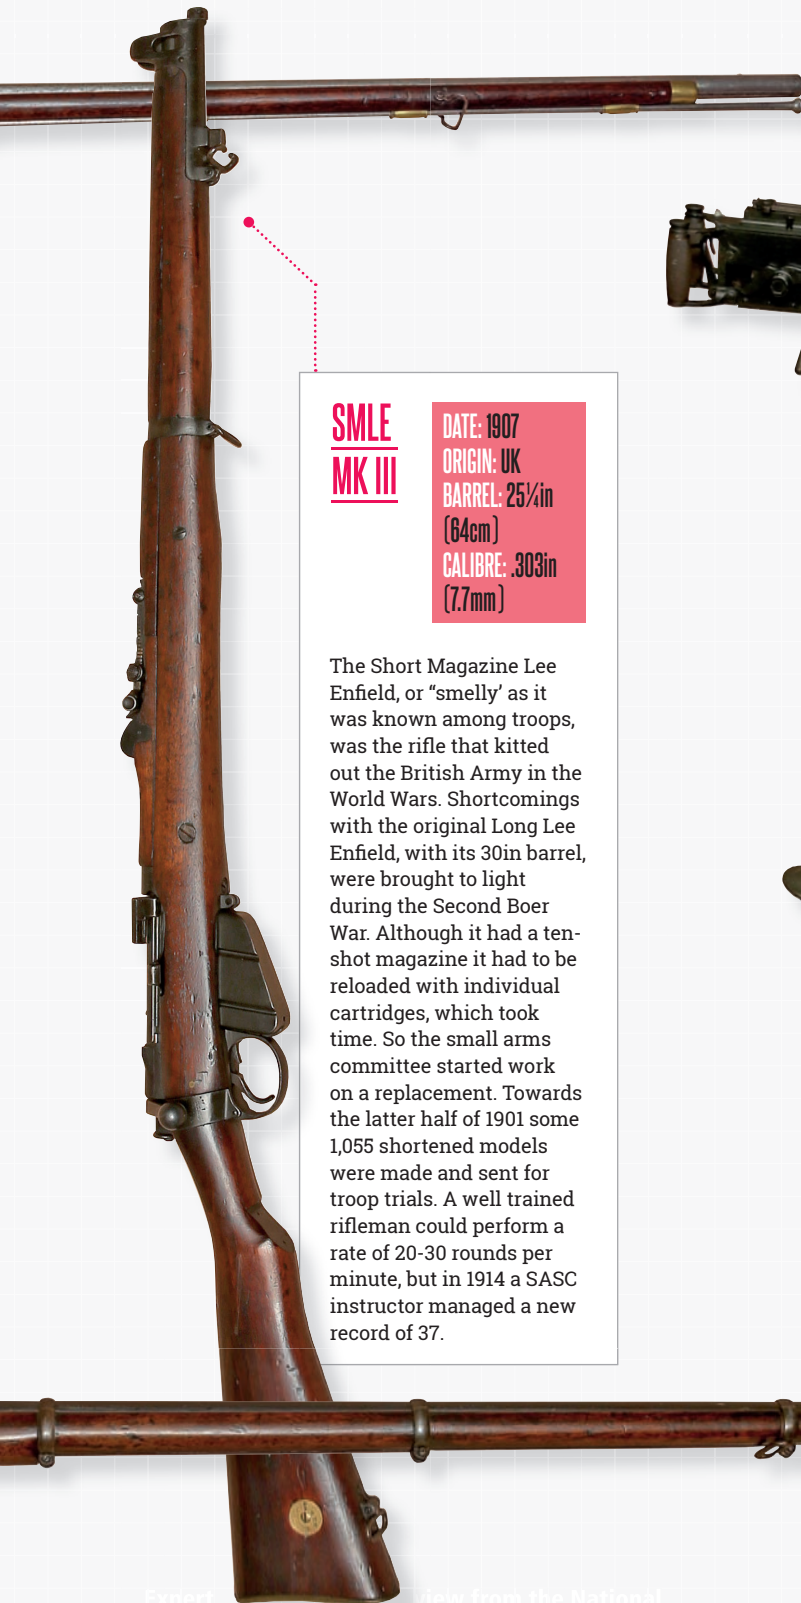 SMLE
MK III
DATE: 1907
ORIGIN: UK
BARREL: 25¼in
(64cm)
CALIBRE: .303in
(7.7mm)
The Short Magazine Lee
Enfield, or “smelly’ as it
was known among troops,
was the rifle that kitted
out the British Army in the
World Wars. Shortcomings
with the original Long Lee
Enfield, with its 30in barrel,
were brought to light
during the Second Boer
War. Although it had a ten-
shot magazine it had to be
reloaded with individual
cartridges, which took
time. So the small arms
committee started work
on a replacement. Towards
the latter half of 1901 some
1,055 shortened models
were made and sent for
troop trials. A well trained
rifleman could perform a
rate of 20-30 rounds per
minute, but in 1914 a SASC
instructor managed a new
record of 37.
Expert view from the National